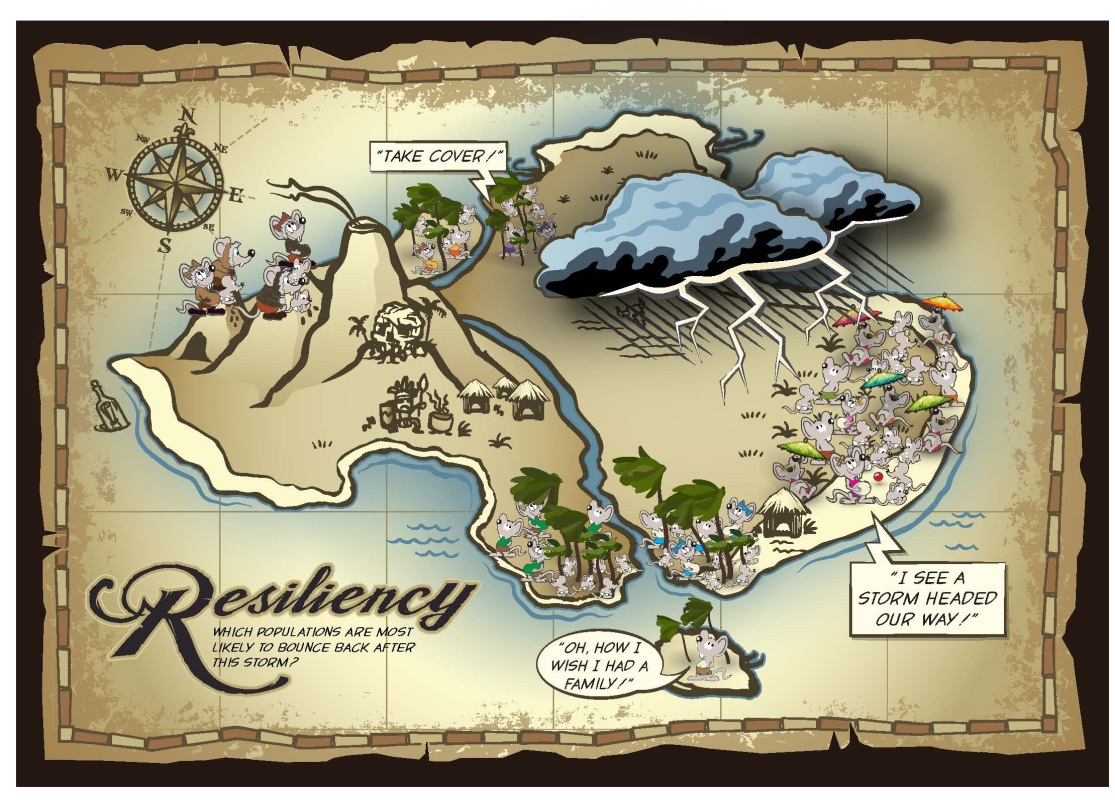 N
NW
NE
W
E
SW
SE
S
"TAKE COVER!"
"I SEE A
STORM HEADED
OUR WAY!"
Resiliency
WHICH POPULATIONS ARE MOST
LIKELY TO BOUNCE BACK AFTER
THIS STORM?
"OH, HOW I
WISH I HAD A
FAMILY!"